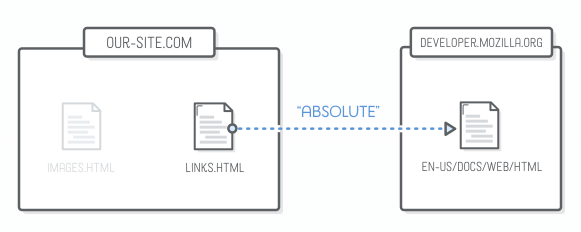 OUR-SITE.COM
DEVELOPER.MOZILLA.ORG
“ABSOLUTE”
IMAGES.HTML
LINKS.HTML
EN-US/DOCS/WEB/HTML